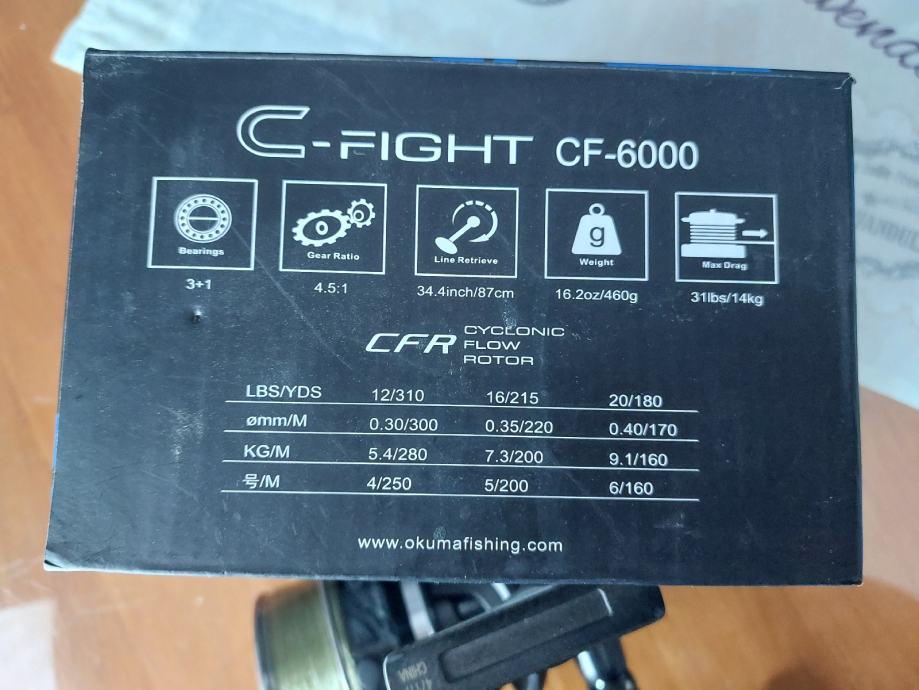 C-FIGHT CF-6000
Bearings
Gear Ratio
Line Retrieve
g
Weight
Max Drag
3+1
4.5:1
34.4inch/87cm
16.2oz/460g
31lbs/14kg
CFR CYCLONIC
FLOW
ROTOR
LBS/YDS 12/310 16/215 20/180
ømm/M 0.30/300 0.35/220 0.40/170
KG/M 5.4/280 7.3/200 9.1/160
号/M 4/250 5/200 6/160
www.okumafishing.com
CHINA